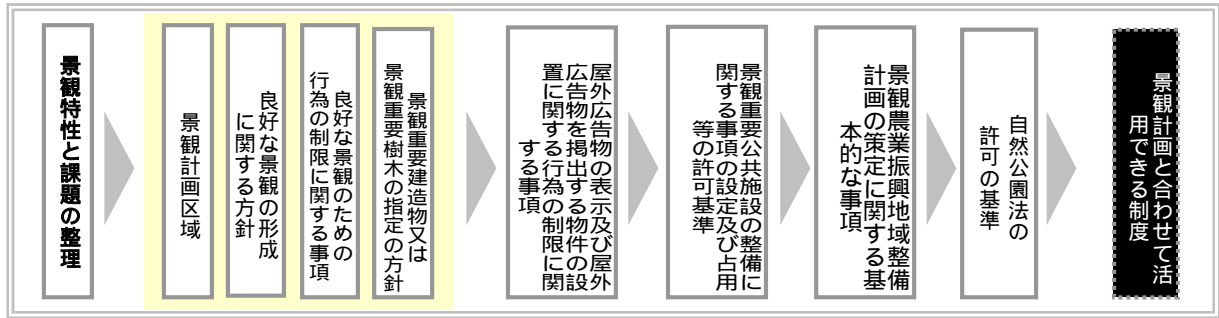 景観特性と課題の整理
景観計画区域
良好な景観の形成
に関する方針
良好な景観のための
行為の制限に関する事項
景観重要建造物又は
景観重要樹木の指定の方針
屋外広告物の表示及び屋外
広告物を掲出する物件の設
置に関する行為の制限に関
する事項
景観重要公共施設の整備に
関する事項の設定及び占用
等の許可基準
景観農業振興地域整備
計画の策定に関する基
本的な事項
自然公園法の
許可の基準
景観計画と合わせて活
用できる制度